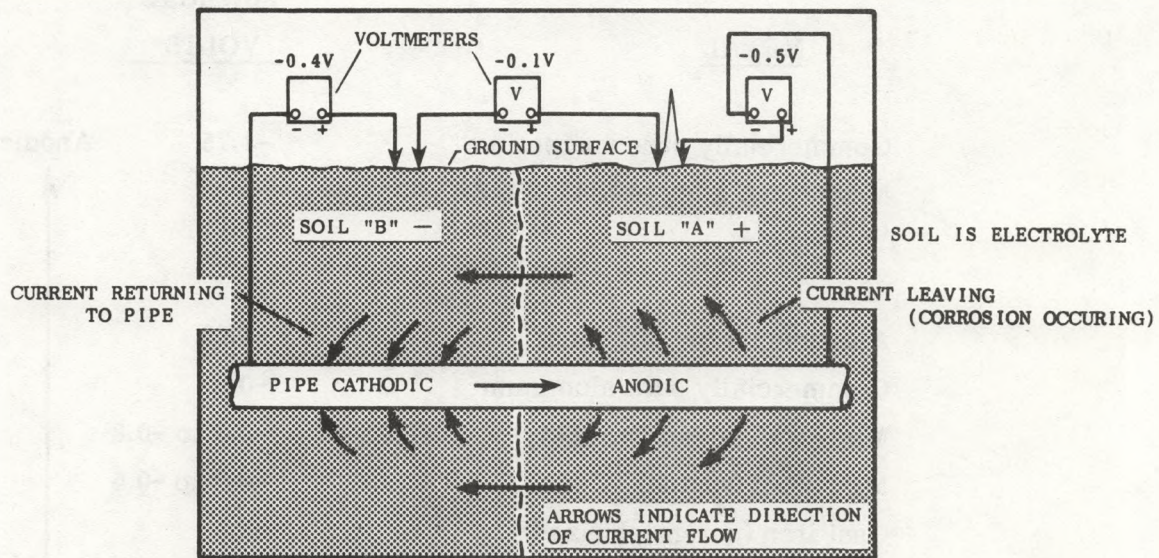 VOLTMETERS
-0.4V
-0.1V
-0.5V
V
V
- +
- +
- +
GROUND SURFACE
SOIL "B" -
SOIL "A" +
SOIL IS ELECTROLYTE
CURRENT RETURNING
TO PIPE
CURRENT LEAVING
(CORROSION OCCURING)
PIPE CATHODIC
ANODIC
ARROWS INDICATE DIRECTION
OF CURRENT FLOW